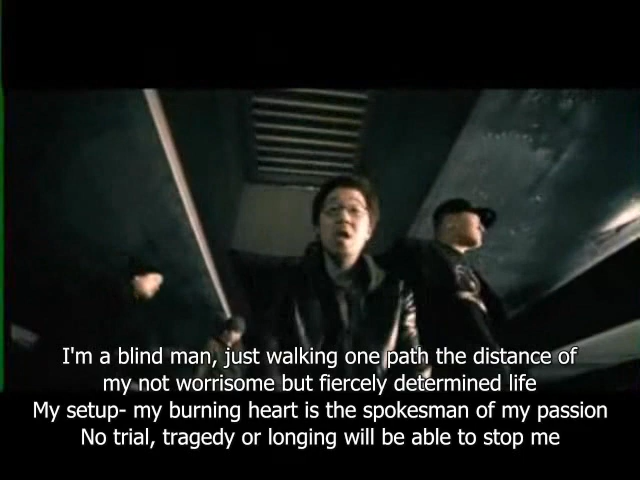 I'm a blind man, just walking one path the distance of
my not worrisome but fiercely determined life
My setup- my burning heart is the spokesman of my passion
No trial, tragedy or longing will be able to stop me